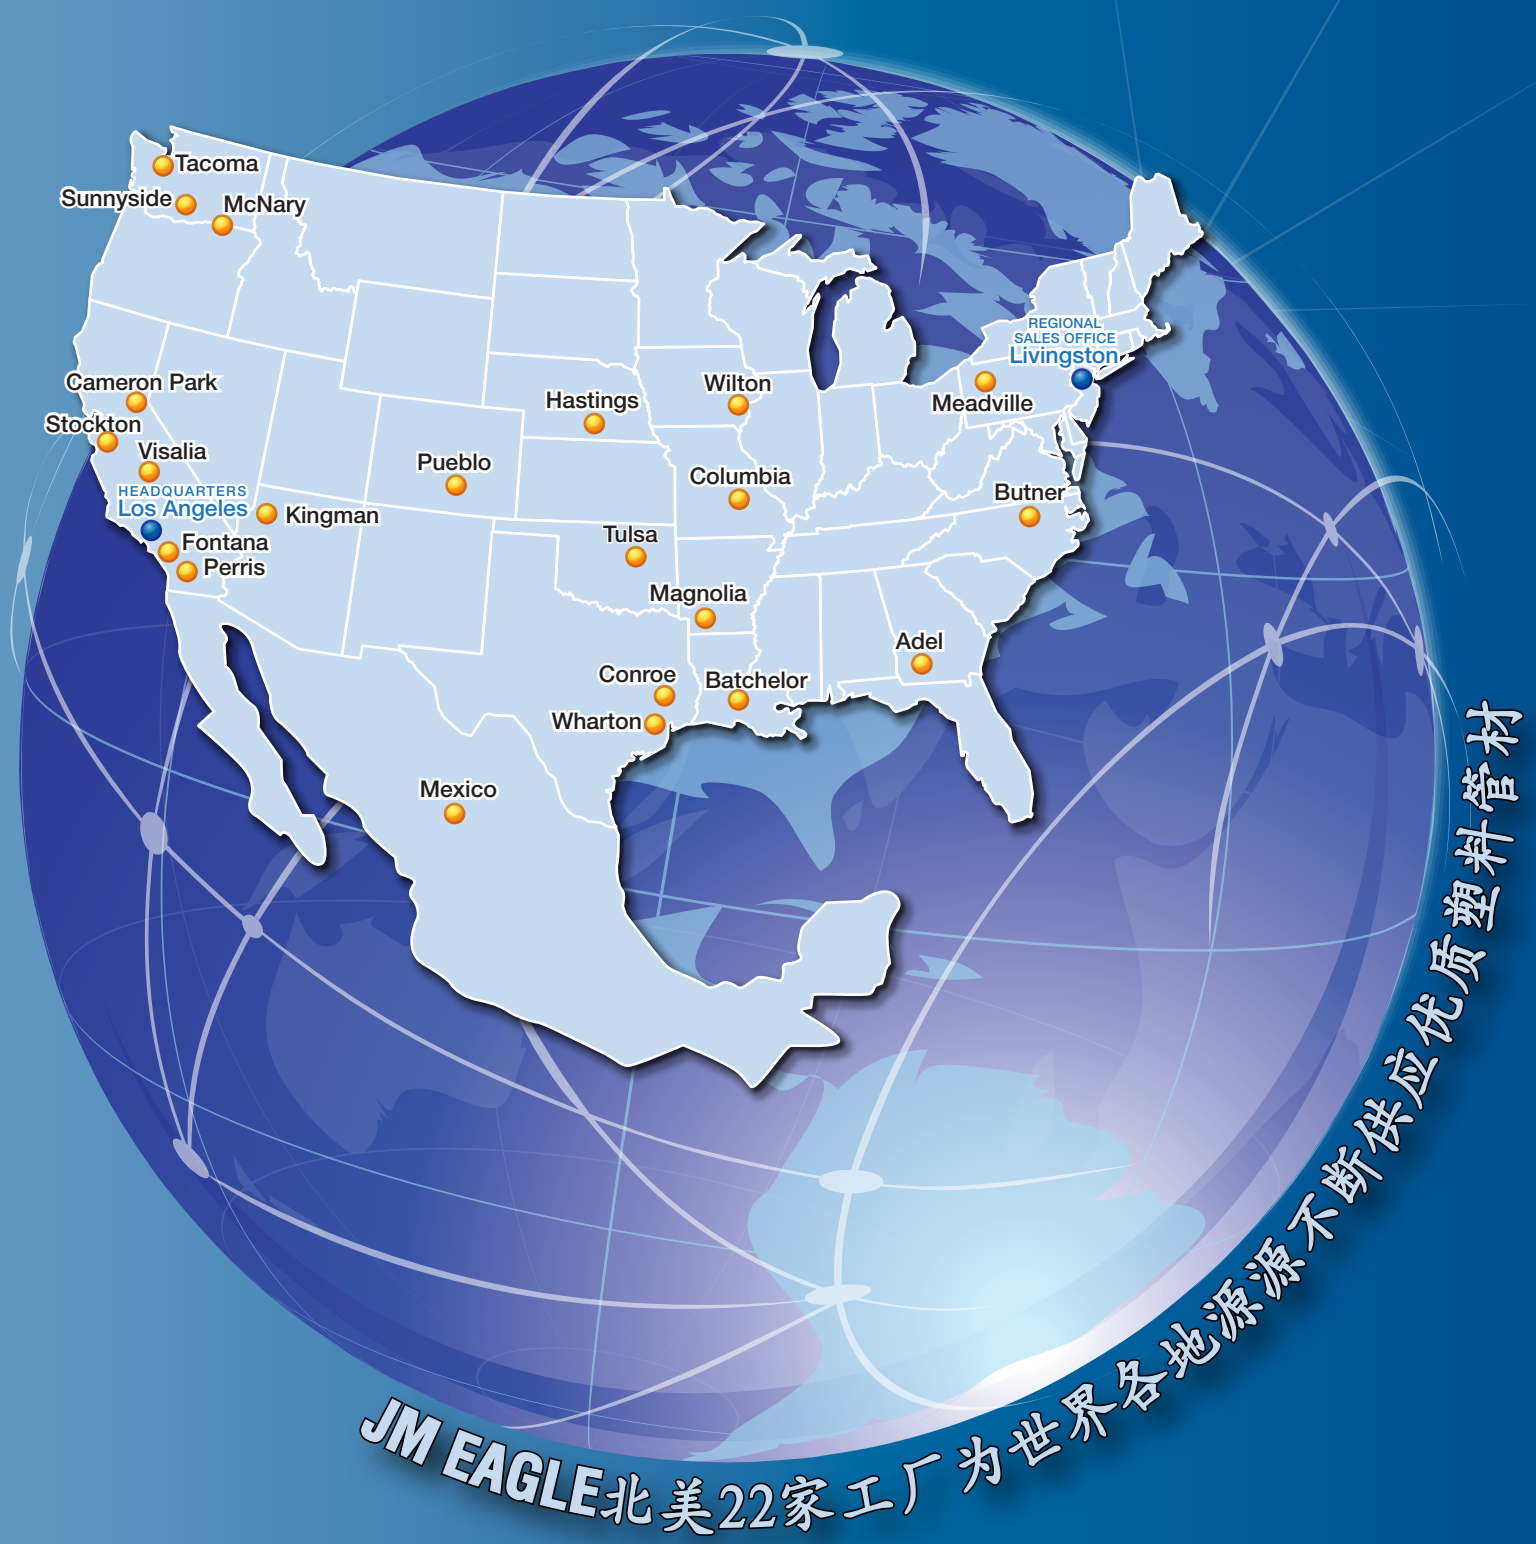 Tacoma
Sunnyside
McNary
REGIONAL
SALES OFFICE
Livingston
Cameron Park
Wilton
Meadville
Hastings
Stockton
Visalia
Pueblo
Columbia
HEADQUARTERS
Los Angeles
Butner
Kingman
Tulsa
Fontana
Perris
Magnolia
Adel
Conroe
Batchelor
Wharton
Mexico
JM EAGLE北美22家工厂为世界各地源源不断供应优质塑料管材